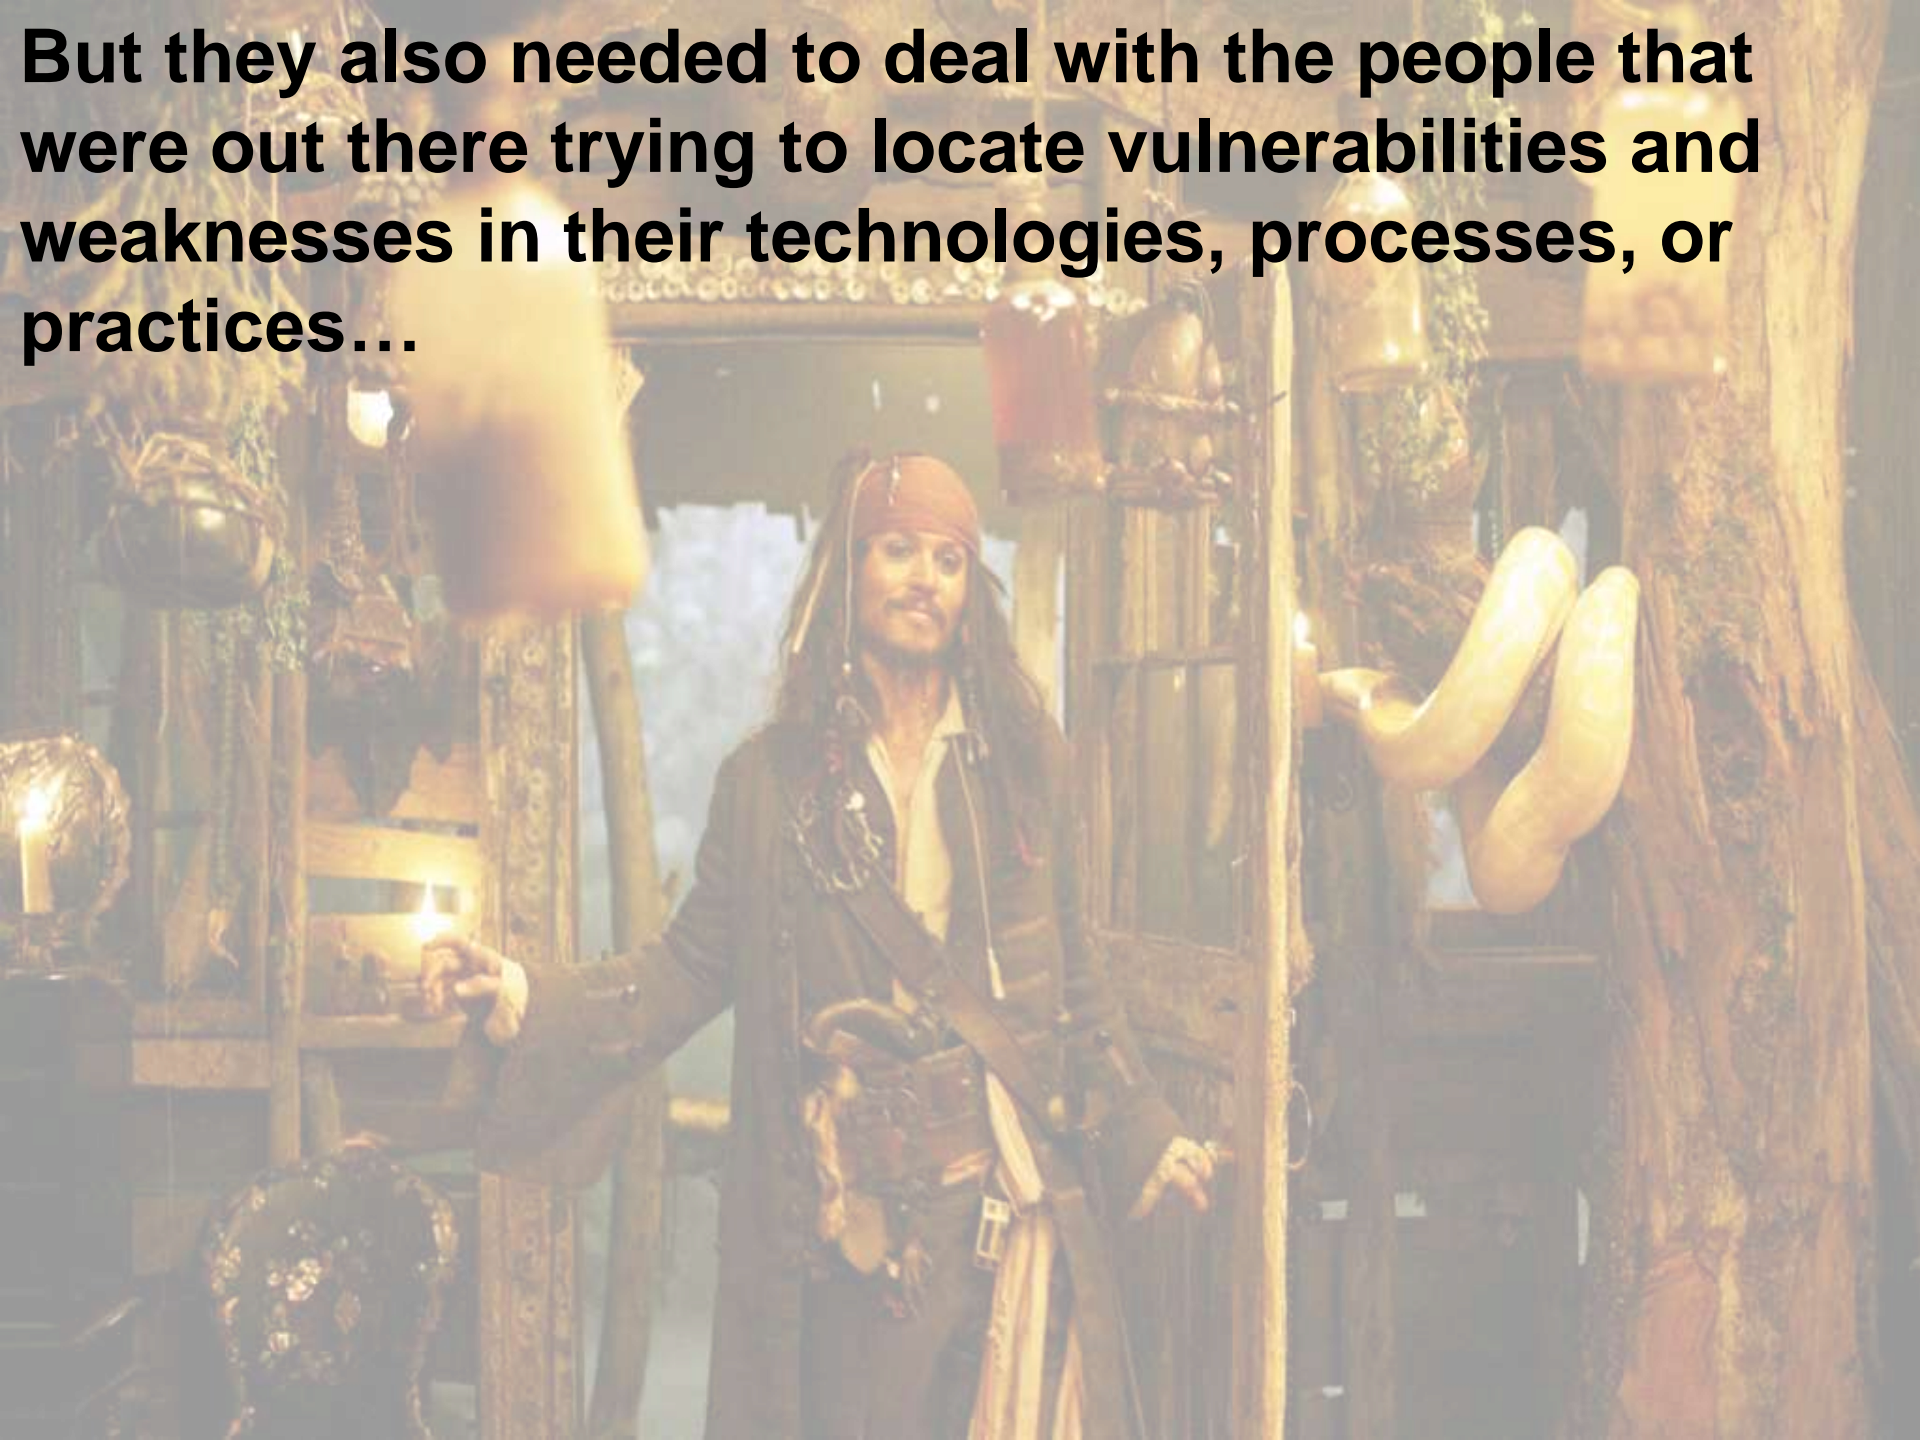 But they also needed to deal with the people that
were out there trying to locate vulnerabilities and
weaknesses in their technologies, processes, or
practices…